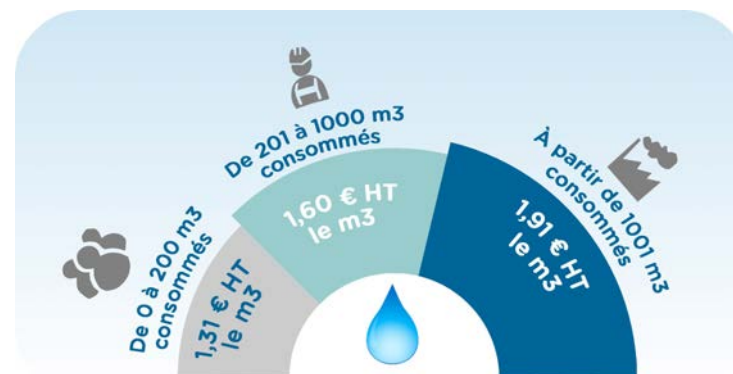 De 0 à 200 m3
consommés
1,31 € HT
le m3
De 201 à 1000 m3
consommés
1,60 € HT
le m3
À partir de 1001 m3
consommés
1,91 € HT
le m3